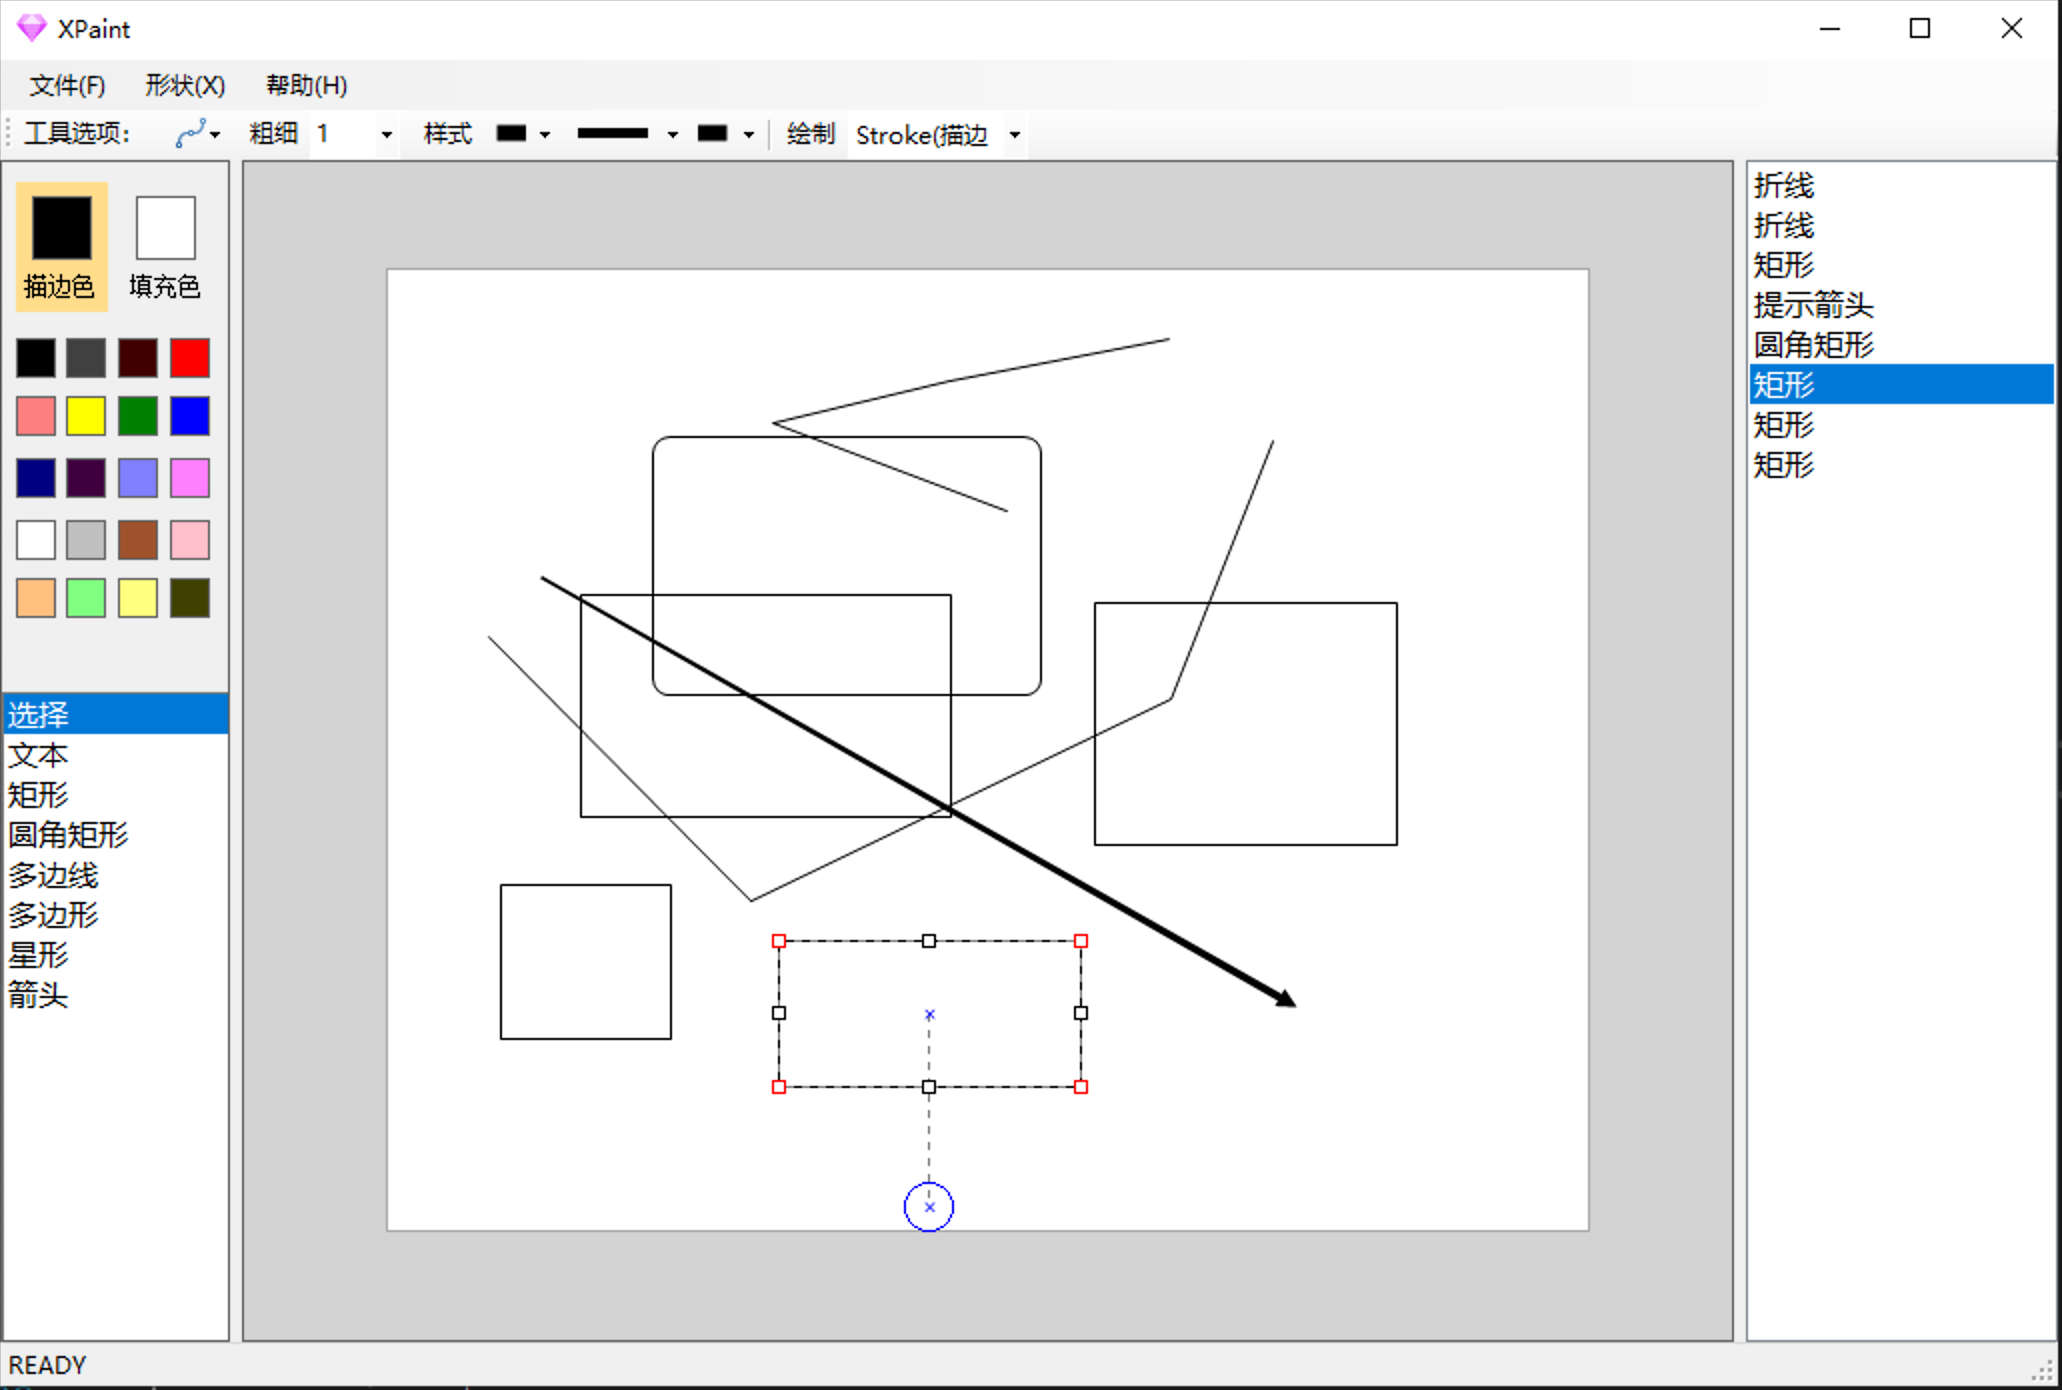 XPaint
文件(F) 形状(X) 帮助(H)
工具选项: 粗细 1 样式 绘制 Stroke(描边
描边色 填充色
选择
文本
矩形
圆角矩形
多边线
多边形
星形
箭头
折线
折线
矩形
提示箭头
圆角矩形
矩形
矩形
矩形
READY